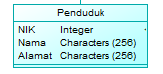 Penduduk
NIK Integer
Nama Characters (256)
Alamat Characters (256)